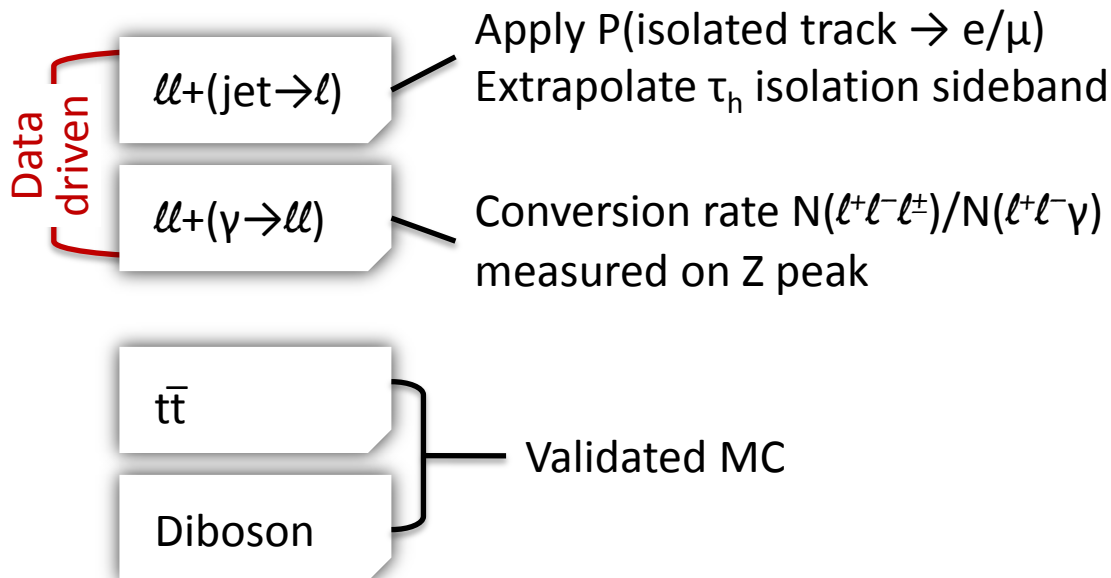 Data
driven
ℓℓ+(jet→ℓ)
Apply P(isolated track → e/μ)
Extrapolate τₕ isolation sideband
ℓℓ+(γ→ℓℓ)
Conversion rate N(ℓ⁺ℓ⁻ℓ±)/N(ℓ⁺ℓ⁻γ)
measured on Z peak
tt̅
Diboson
Validated MC